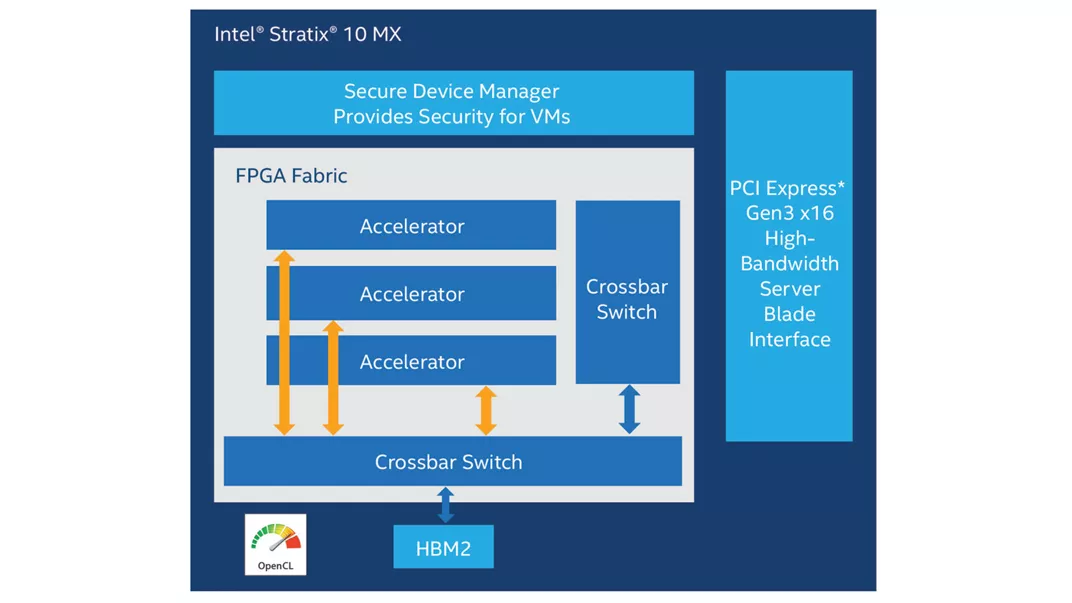 Intel® Stratix® 10 MX
Secure Device Manager
Provides Security for VMs
FPGA Fabric
Accelerator
Accelerator
Accelerator
Crossbar
Switch
Crossbar Switch
HBM2
OpenCL
PCI Express*
Gen3 x16
High-
Bandwidth
Server
Blade
Interface